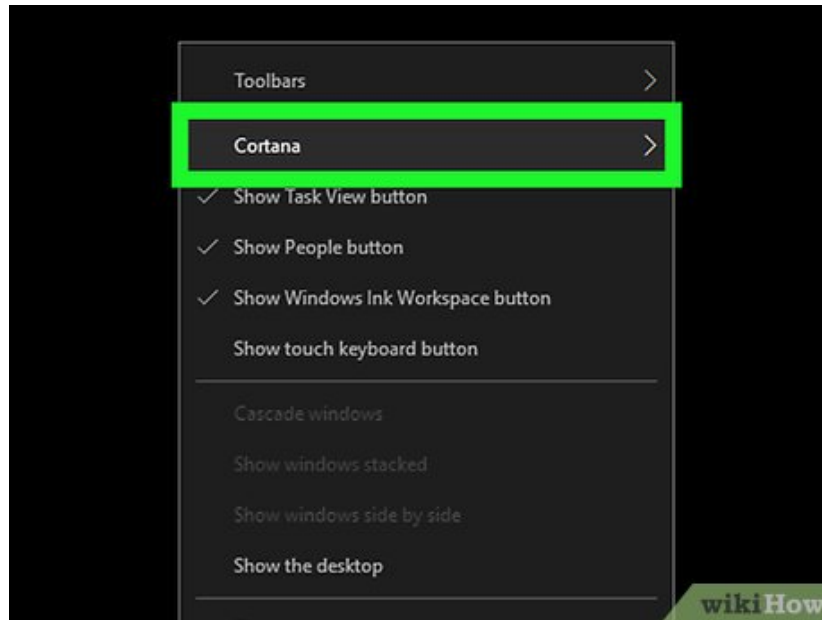 Toolbars
Cortana
Show Task View button
Show People button
Show Windows Ink Workspace button
Show touch keyboard button
Cascade windows
Show windows stacked
Show windows side by side
Show the desktop
wikiHow